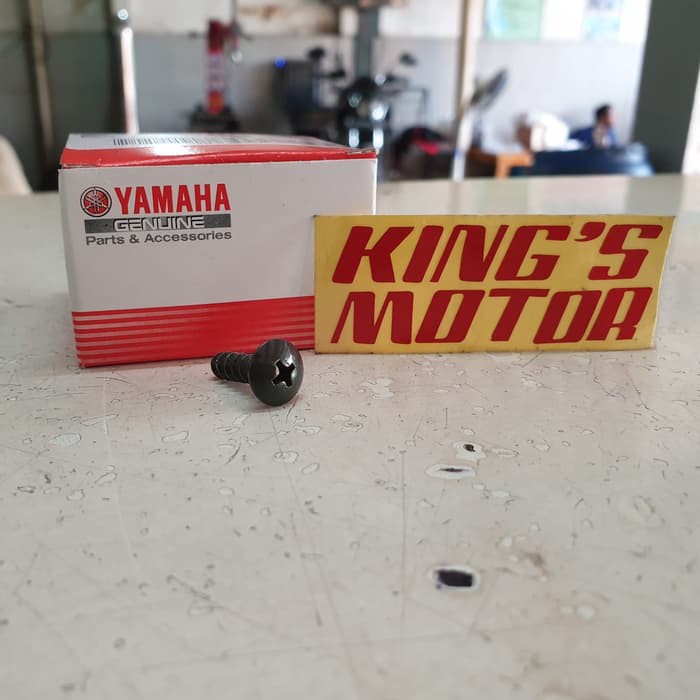 YAMAHA
GENUINE
Parts & Accessories
KING'S
MOTOR